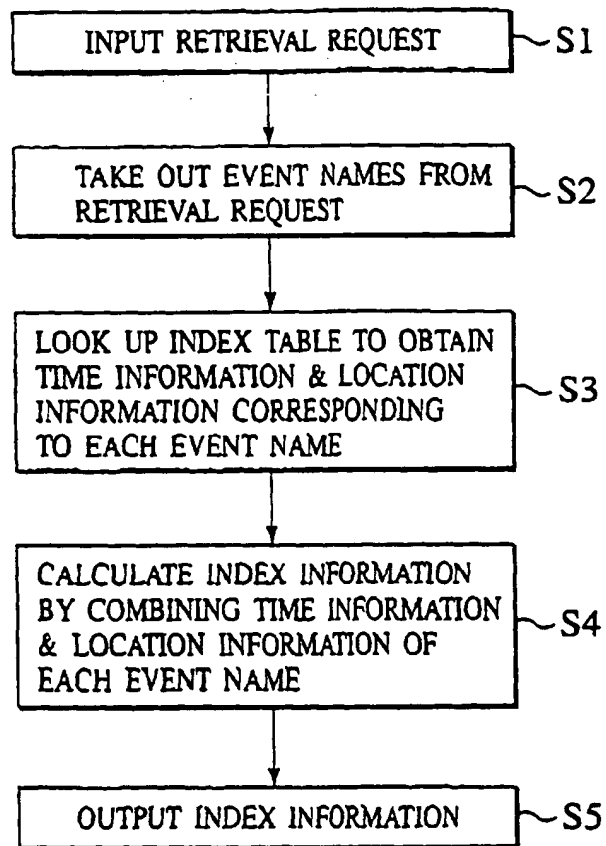 INPUT RETRIEVAL REQUEST
S1
TAKE OUT EVENT NAMES FROM
RETRIEVAL REQUEST
S2
LOOK UP INDEX TABLE TO OBTAIN
TIME INFORMATION & LOCATION
INFORMATION CORRESPONDING
TO EACH EVENT NAME
S3
CALCULATE INDEX INFORMATION
BY COMBINING TIME INFORMATION
& LOCATION INFORMATION OF
EACH EVENT NAME
S4
OUTPUT INDEX INFORMATION
S5